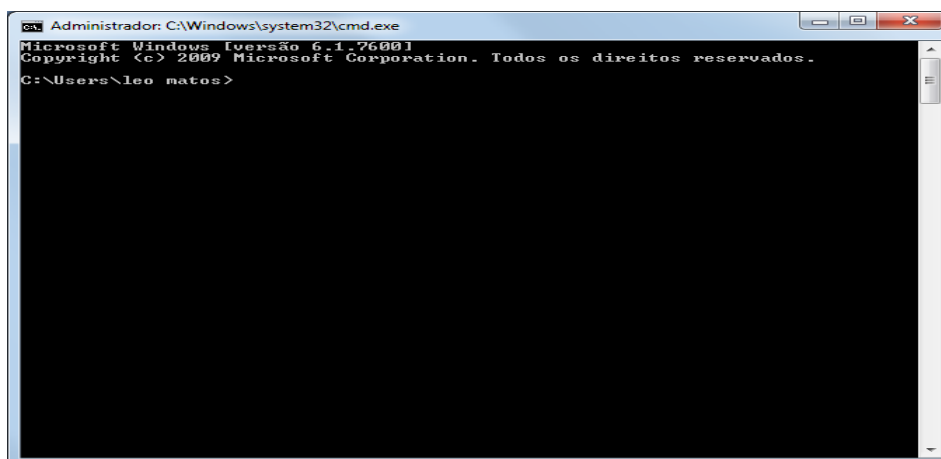 Administrador: C:\Windows\system32\cmd.exe
Microsoft Windows [versão 6.1.7600]
Copyright (c) 2009 Microsoft Corporation. Todos os direitos reservados.
C:\Users\leo matos>